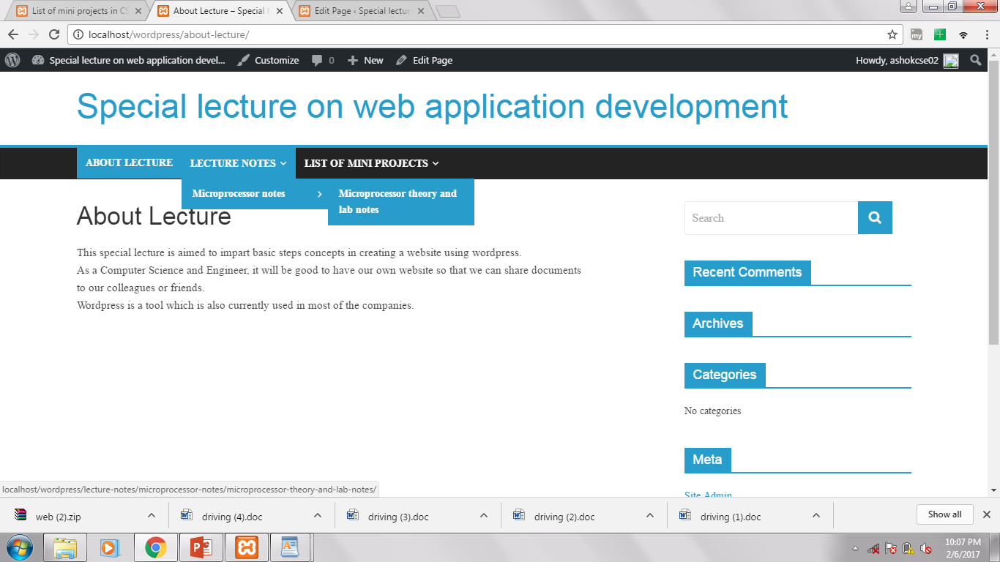 List of mini projects in CS
About Lecture – Special l
Edit Page ‹ Special lecture
localhost/wordpress/about-lecture/
my
Special lecture on web application devel... Customize 0 New Edit Page Howdy, ashokcse02
Special lecture on web application development
ABOUT LECTURE LECTURE NOTES LIST OF MINI PROJECTS
Microprocessor notes
Microprocessor theory and
lab notes
About Lecture
This special lecture is aimed to impart basic steps concepts in creating a website using wordpress.
As a Computer Science and Engineer, it will be good to have our own website so that we can share documents
to our colleagues or friends.
Wordpress is a tool which is also currently used in most of the companies.
Search
Recent Comments
Archives
Categories
No categories
Meta
Site Admin
localhost/wordpress/lecture-notes/microprocessor-notes/microprocessor-theory-and-lab-notes/
web (2).zip driving (4).doc driving (3).doc driving (2).doc driving (1).doc Show all
10:07 PM
2/6/2017